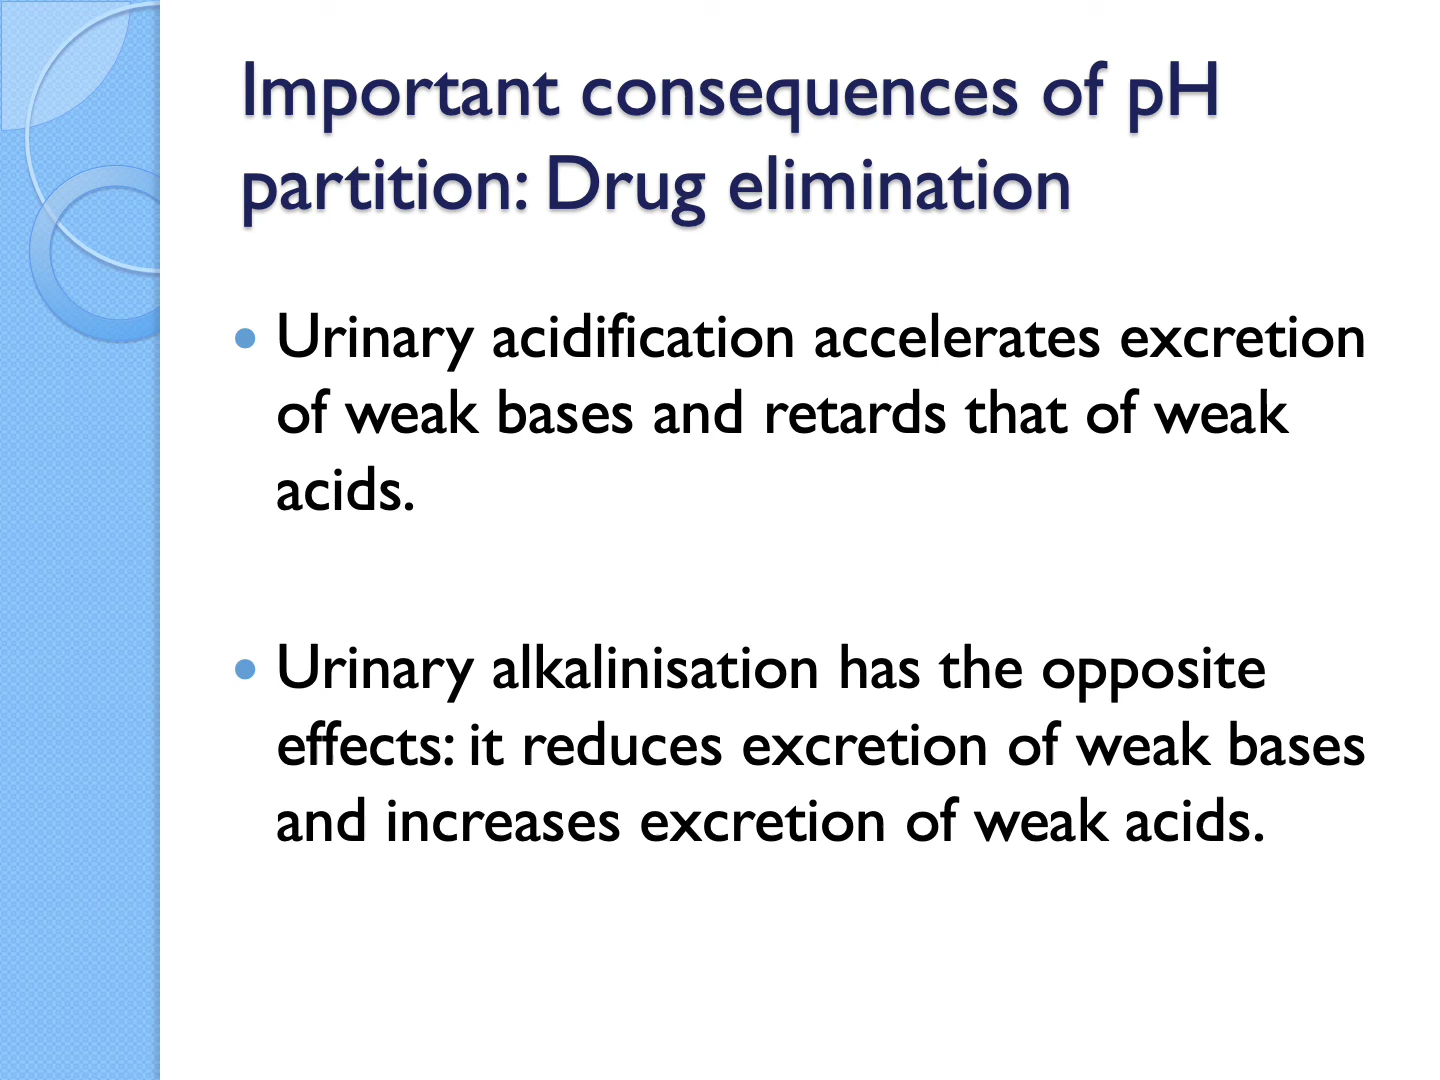 Important consequences of pH
partition: Drug elimination
• Urinary acidification accelerates excretion
of weak bases and retards that of weak
acids.
• Urinary alkalinisation has the opposite
effects: it reduces excretion of weak bases
and increases excretion of weak acids.